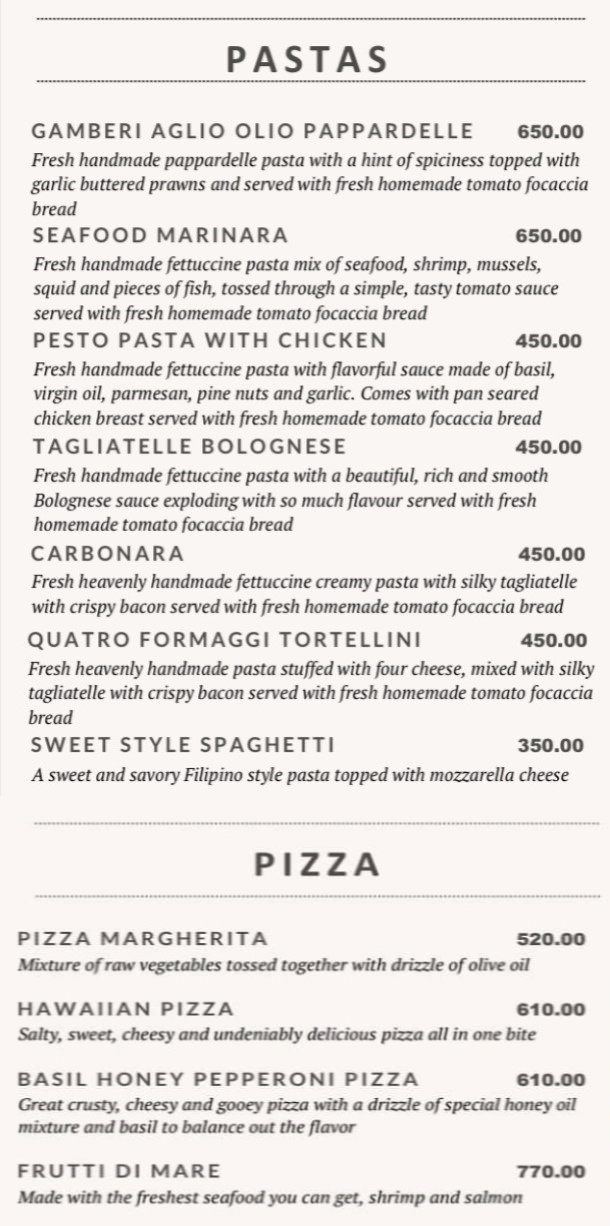 PASTAS
GAMBERI AGLIO OLIO PAPPARDELLE 650.00
Fresh handmade pappardelle pasta with a hint of spiciness topped with
garlic buttered prawns and served with fresh homemade tomato focaccia
bread
SEAFOOD MARINARA 650.00
Fresh handmade fettuccine pasta mix of seafood, shrimp, mussels,
squid and pieces of fish, tossed through a simple, tasty tomato sauce
served with fresh homemade tomato focaccia bread
PESTO PASTA WITH CHICKEN 450.00
Fresh handmade fettuccine pasta with flavorful sauce made of basil,
virgin oil, parmesan, pine nuts and garlic. Comes with pan seared
chicken breast served with fresh homemade tomato focaccia bread
TAGLIATELLE BOLOGNESE 450.00
Fresh handmade fettuccine pasta with a beautiful, rich and smooth
Bolognese sauce exploding with so much flavour served with fresh
homemade tomato focaccia bread
CARBONARA 450.00
Fresh heavenly handmade fettuccine creamy pasta with silky tagliatelle
with crispy bacon served with fresh homemade tomato focaccia bread
QUATRO FORMAGGI TORTELLINI 450.00
Fresh heavenly handmade pasta stuffed with four cheese, mixed with silky
tagliatelle with crispy bacon served with fresh homemade tomato focaccia
bread
SWEET STYLE SPAGHETTI 350.00
A sweet and savory Filipino style pasta topped with mozzarella cheese
PIZZA
PIZZA MARGHERITA 520.00
Mixture of raw vegetables tossed together with drizzle of olive oil
HAWAIIAN PIZZA 610.00
Salty, sweet, cheesy and undeniably delicious pizza all in one bite
BASIL HONEY PEPPERONI PIZZA 610.00
Great crusty, cheesy and gooey pizza with a drizzle of special honey oil
mixture and basil to balance out the flavor
FRUTTI DI MARE 770.00
Made with the freshest seafood you can get, shrimp and salmon